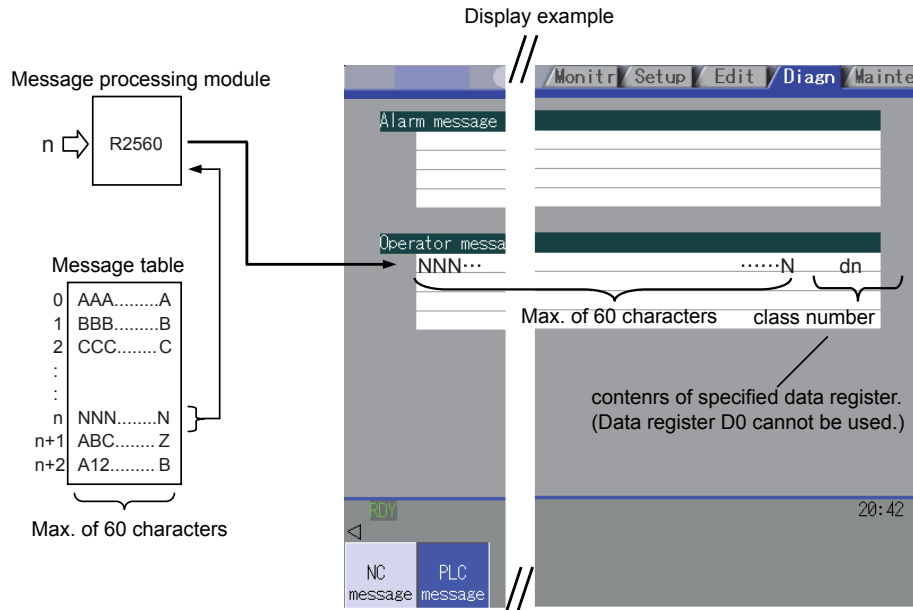 Display example
Message processing module
n
R2560
Message table
0 AAA.........A
1 BBB.........B
2 CCC........C
:
:
n NNN........N
n+1 ABC........ Z
n+2 A12......... B
Max. of 60 characters
Monitr Setup Edit Diagn Mainte
Alarm message
Operator messa
NNN··· ······N dn
Max. of 60 characters class number
contenrs of specified data register.
(Data register D0 cannot be used.)
RDY 20:42
NC PLC
message message